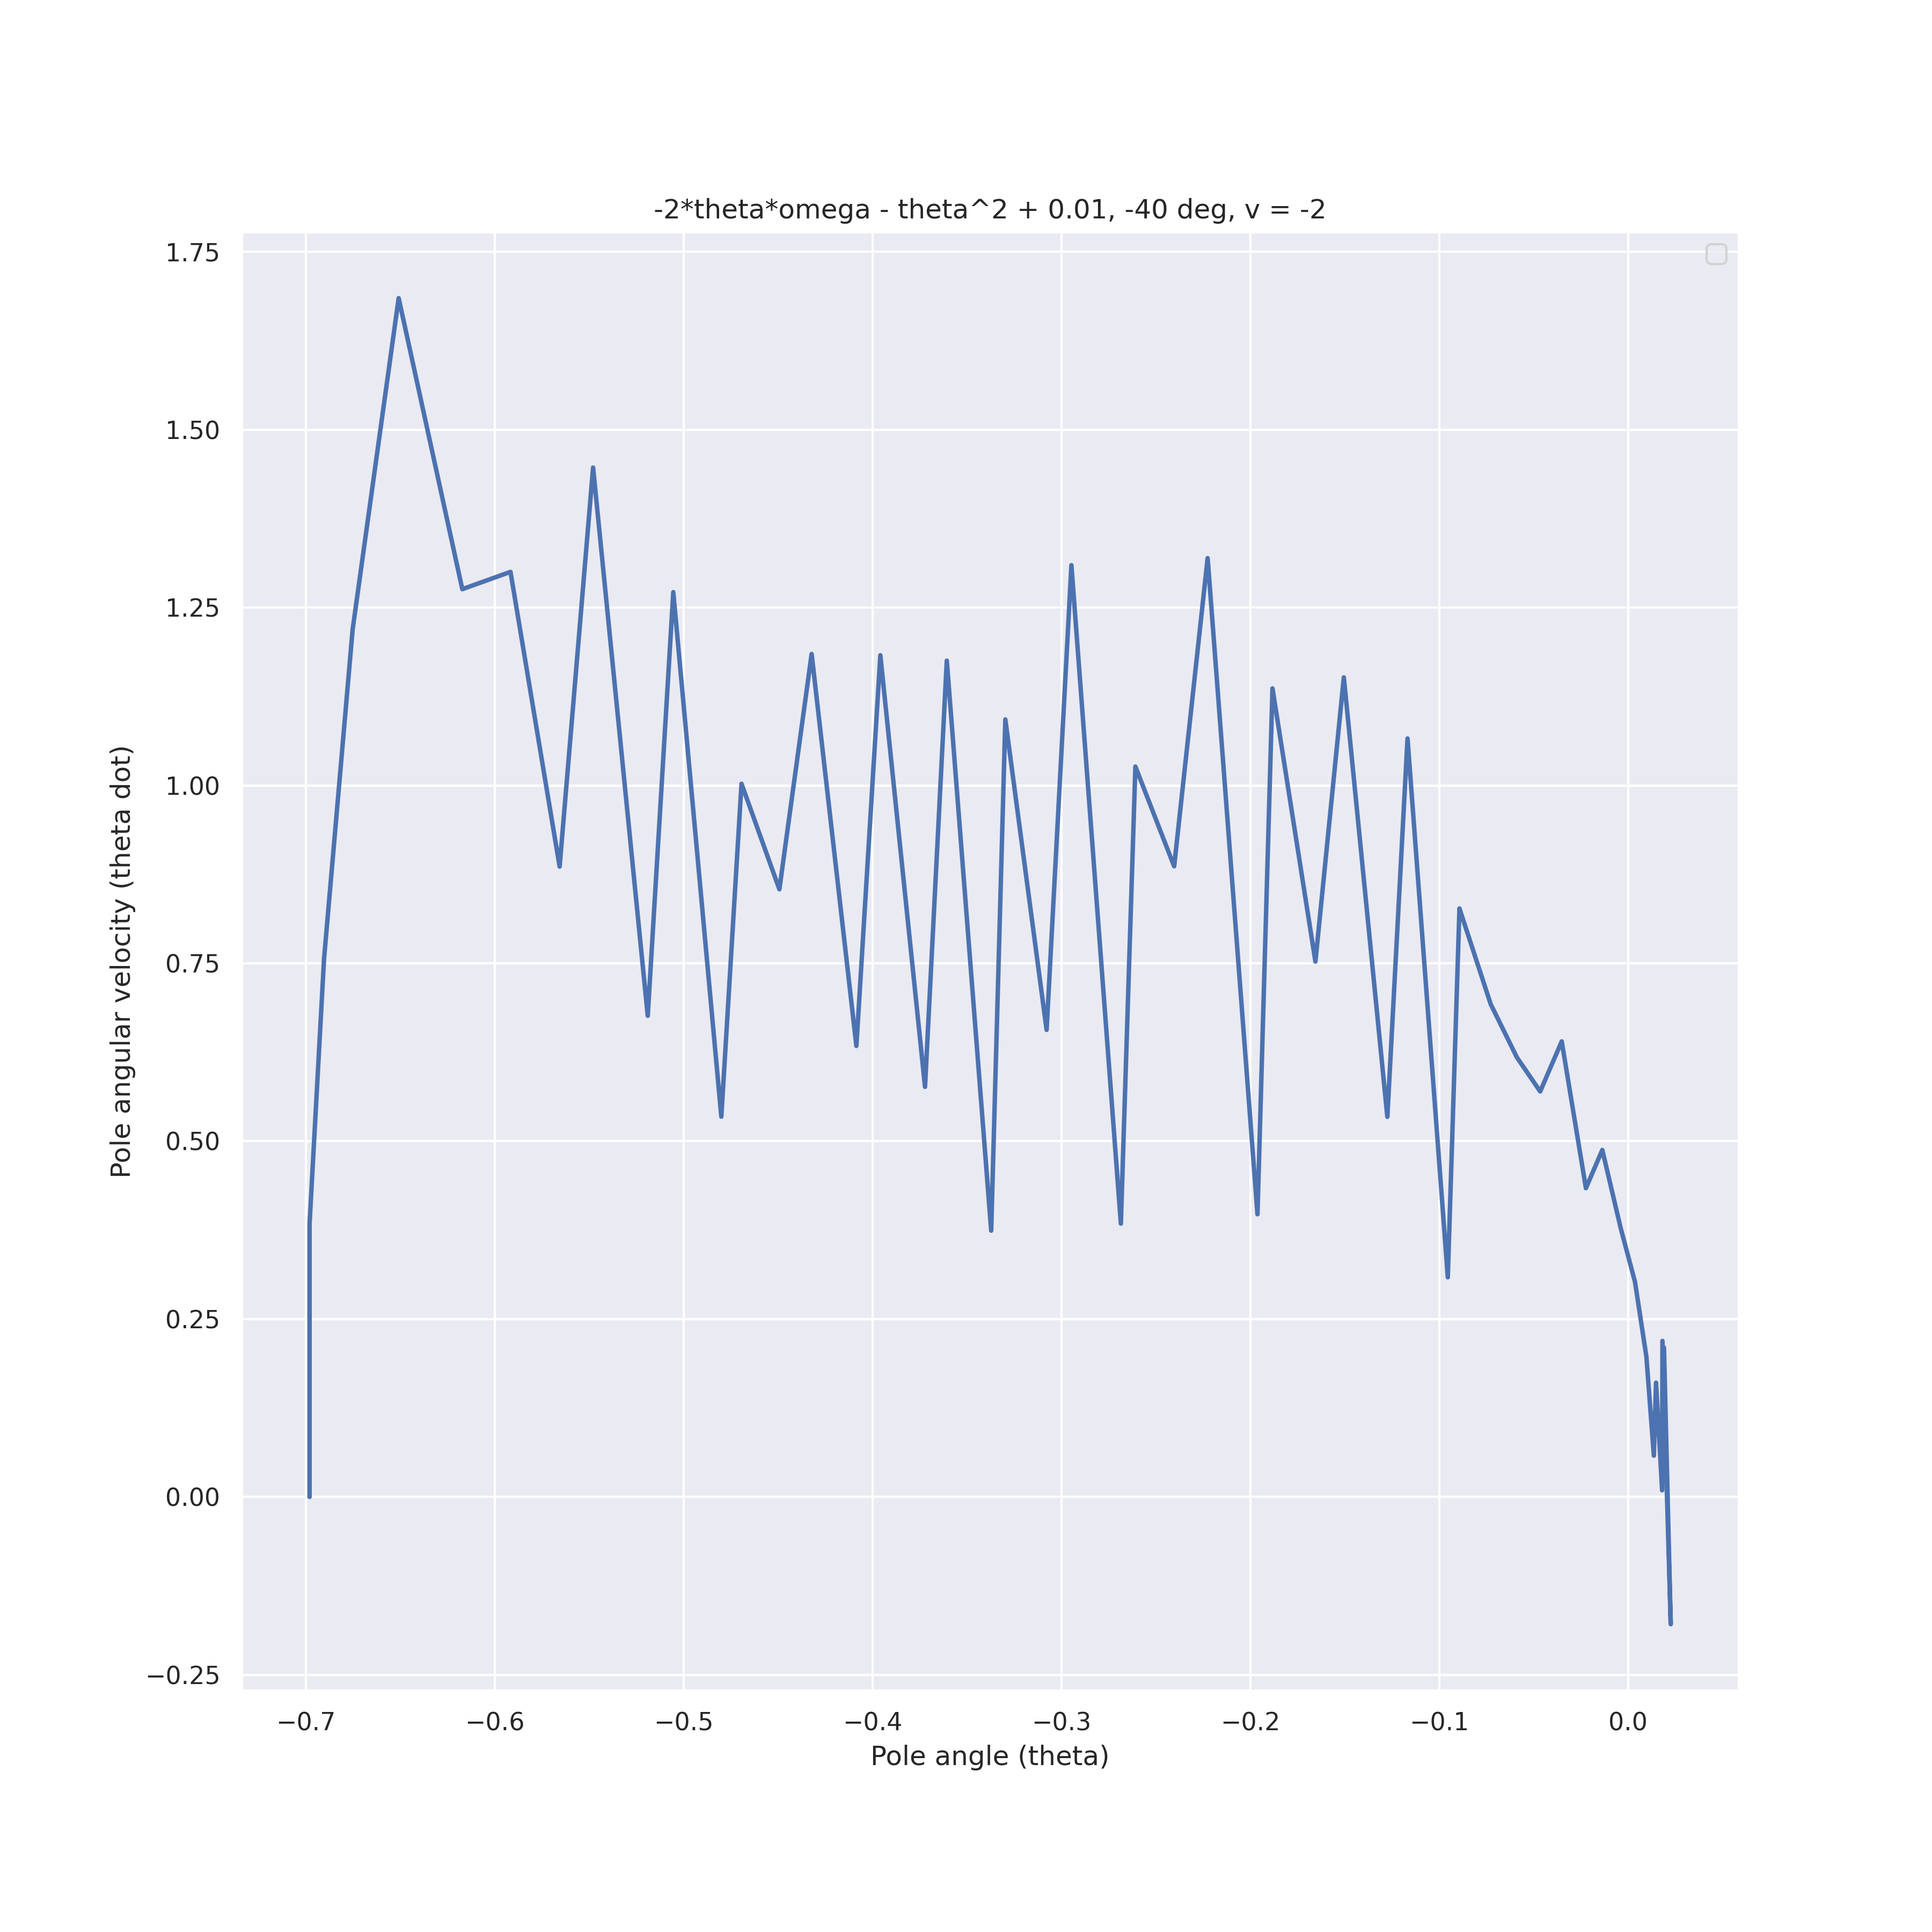 -2*theta*omega - theta^2 + 0.01, -40 deg, v = -2
1.75
1.50
1.25
1.00
0.75
0.50
0.25
0.00
−0.25
Pole angular velocity (theta dot)
−0.7 −0.6 −0.5 −0.4 −0.3 −0.2 −0.1 0.0
Pole angle (theta)